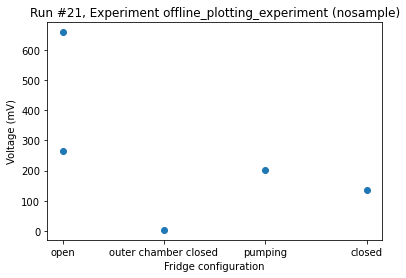 Run #21, Experiment offline_plotting_experiment (nosample)
600
500
400
300
200
100
0
Voltage (mV)
open outer chamber closed pumping closed
Fridge configuration